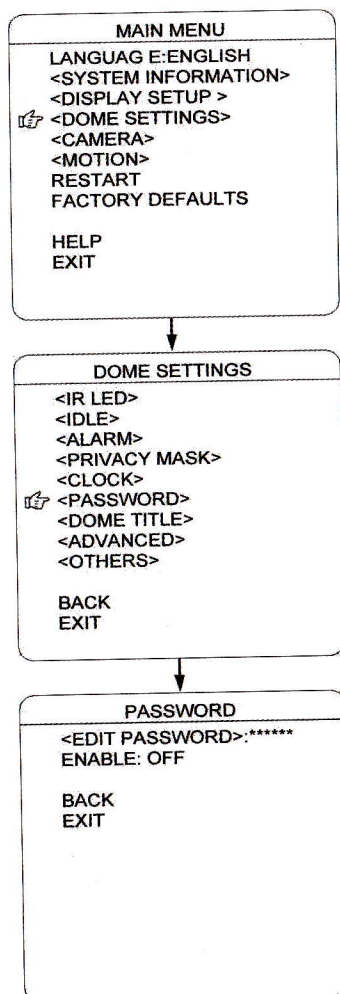 MAIN MENU
LANGUAG E:ENGLISH
<SYSTEM INFORMATION>
<DISPLAY SETUP >
<DOME SETTINGS>
<CAMERA>
<MOTION>
RESTART
FACTORY DEFAULTS
HELP
EXIT
DOME SETTINGS
<IR LED>
<IDLE>
<ALARM>
<PRIVACY MASK>
<CLOCK>
<PASSWORD>
<DOME TITLE>
<ADVANCED>
<OTHERS>
BACK
EXIT
PASSWORD
<EDIT PASSWORD>:******
ENABLE: OFF
BACK
EXIT